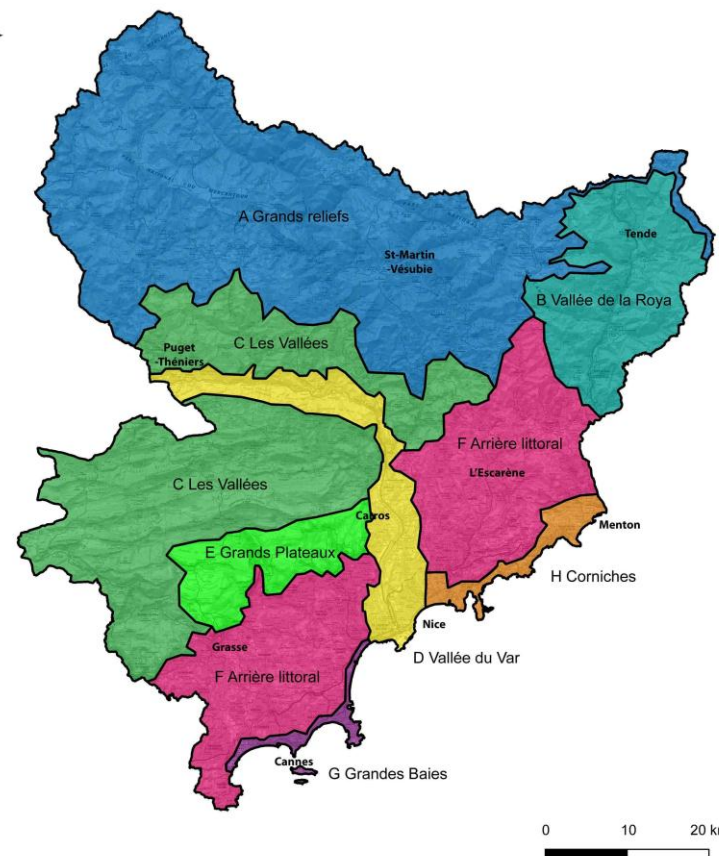 A Grands reliefs
Tende
St-Martin
-Vésubie
B Vallée de la Roya
C Les Vallées
Puget
-Théniers
F Arrière littoral
L'Escarène
C Les Vallées
Carros
Menton
E Grands Plateaux
H Corniches
Nice
Grasse
D Vallée du Var
F Arrière littoral
Cannes
G Grandes Baies
0 10 20 km